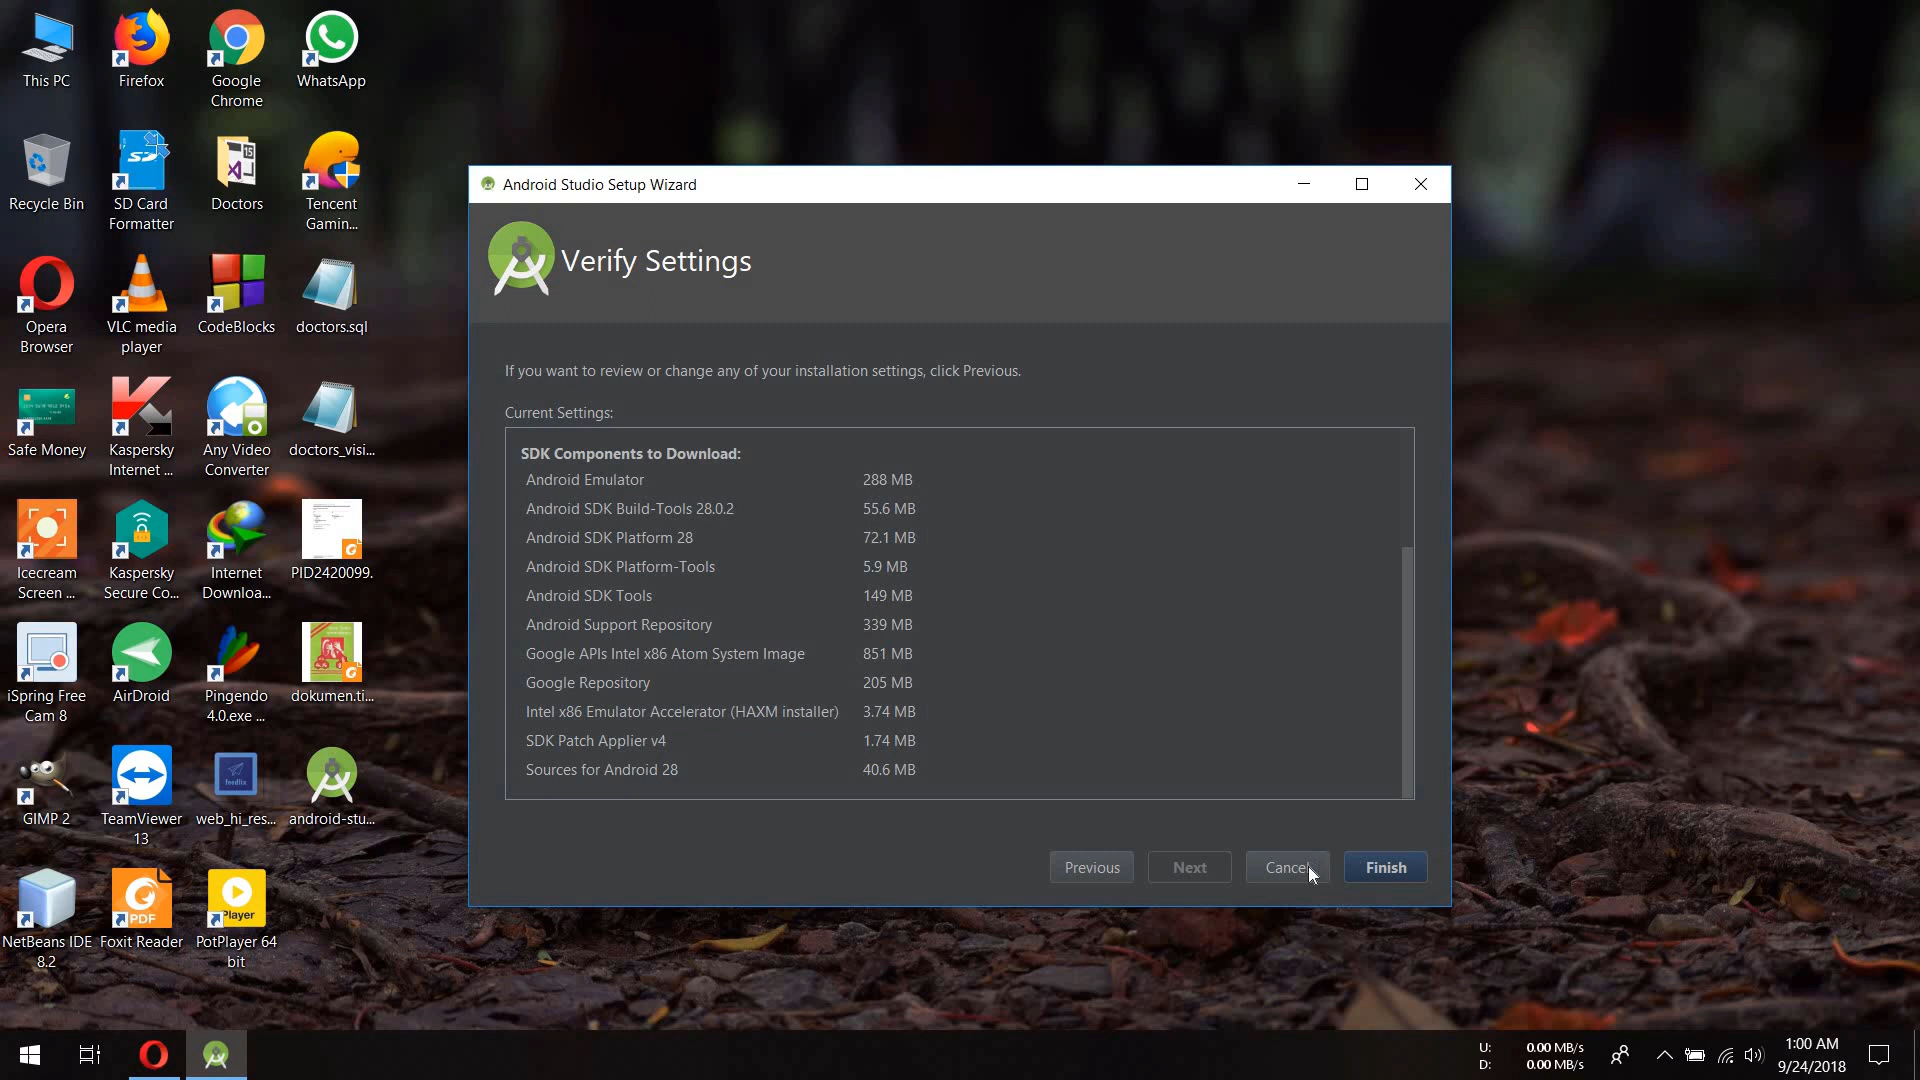 This PC
Firefox
Google
Chrome
WhatsApp
Recycle Bin
SD Card
Formatter
Doctors
Tencent
Gamin...
Opera
Browser
VLC media
player
CodeBlocks
doctors.sql
Safe Money
Kaspersky
Internet ...
Any Video
Converter
doctors_visi...
Icecream
Screen ...
Kaspersky
Secure Co...
Internet
Downloa...
PID2420099.
iSpring Free
Cam 8
AirDroid
Pingendo
4.0.exe ...
dokumen.ti...
GIMP 2
TeamViewer
13
feedlix
web_hi_res...
android-stu...
NetBeans IDE
8.2
PDF
Foxit Reader
Player
PotPlayer 64
bit
Android Studio Setup Wizard
Verify Settings
If you want to review or change any of your installation settings, click Previous.
Current Settings:
SDK Components to Download:
Android Emulator 288 MB
Android SDK Build-Tools 28.0.2 55.6 MB
Android SDK Platform 28 72.1 MB
Android SDK Platform-Tools 5.9 MB
Android SDK Tools 149 MB
Android Support Repository 339 MB
Google APIs Intel x86 Atom System Image 851 MB
Google Repository 205 MB
Intel x86 Emulator Accelerator (HAXM installer) 3.74 MB
SDK Patch Applier v4 1.74 MB
Sources for Android 28 40.6 MB
Previous Next Cancel Finish
U: 0.00 MB/s
D: 0.00 MB/s
1:00 AM
9/24/2018